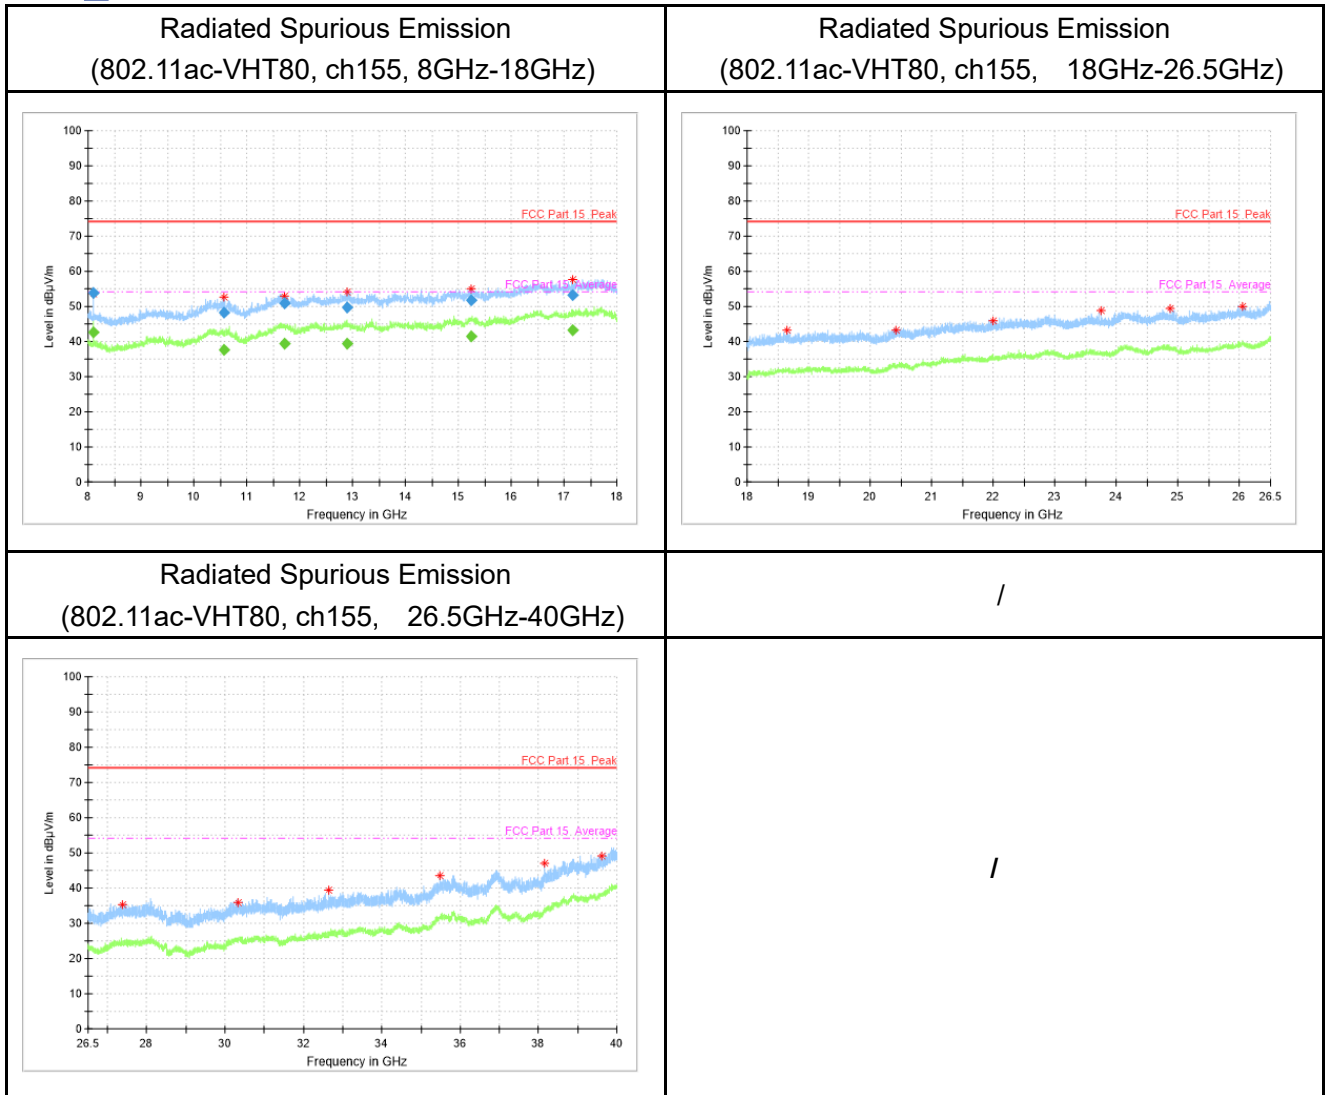 Radiated Spurious Emission
(802.11ac-VHT80, ch155, 8GHz-18GHz)
Radiated Spurious Emission
(802.11ac-VHT80, ch155, 18GHz-26.5GHz)
100
90
80
70
60
50
40
30
20
10
0
Level in dBµV/m
FCC Part 15 Peak
FCC Part 15 Average
8 9 10 11 12 13 14 15 16 17 18
Frequency in GHz
100
90
80
70
60
50
40
30
20
10
0
Level in dBµV/m
FCC Part 15 Peak
FCC Part 15 Average
18 19 20 21 22 23 24 25 26 26.5
Frequency in GHz
Radiated Spurious Emission
(802.11ac-VHT80, ch155, 26.5GHz-40GHz)
/
100
90
80
70
60
50
40
30
20
10
0
Level in dBµV/m
FCC Part 15 Peak
FCC Part 15 Average
26.5 28 30 32 34 36 38 40
Frequency in GHz
/